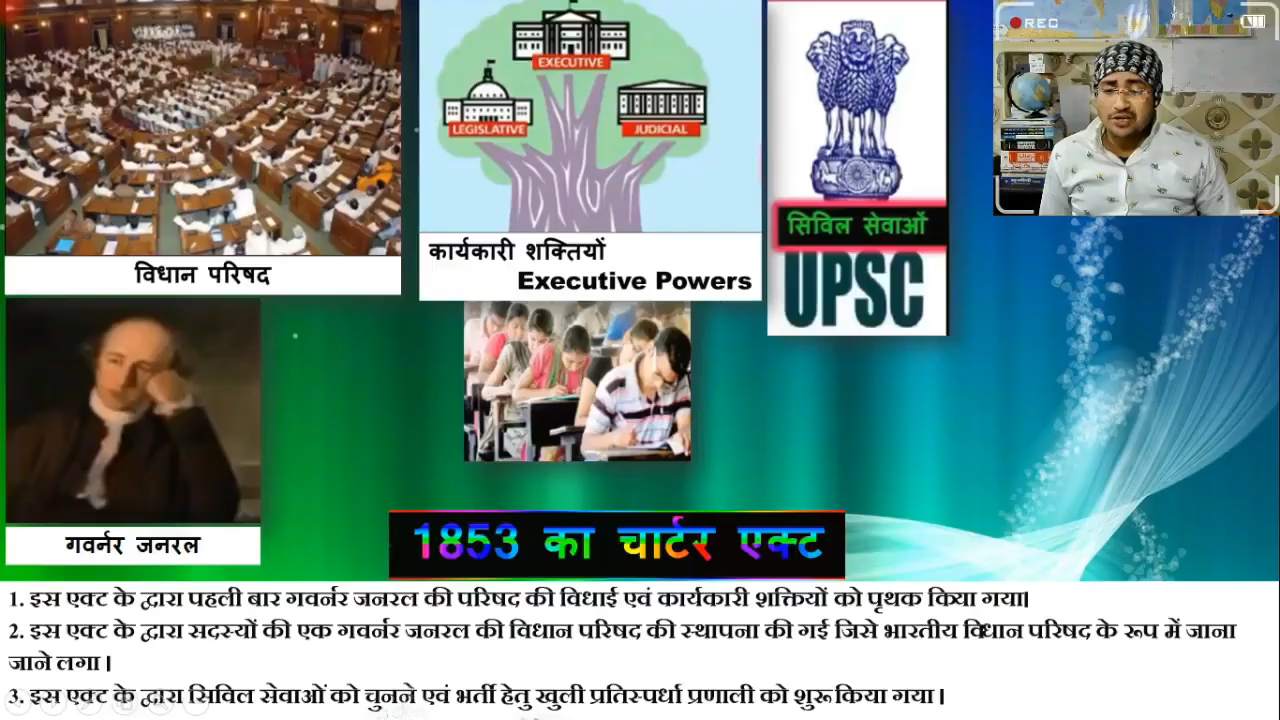 REC
EXECUTIVE
LEGISLATIVE
JUDICIAL
विधान परिषद
कार्यकारी शक्तियों
Executive Powers
सिविल सेवाओं
UPSC
गवर्नर जनरल
1853 का चार्टर एक्ट
1. इस एक्ट के द्वारा पहली बार गवर्नर जनरल की परिषद की विधाई एवं कार्यकारी शक्तियों को पृथक किया गया|
2. इस एक्ट के द्वारा सदस्यों की एक गवर्नर जनरल की विधान परिषद की स्थापना की गई जिसे भारतीय विधान परिषद के रूप में जाना
जाने लगा |
3. इस एक्ट के द्वारा सिविल सेवाओं को चुनने एवं भर्ती हेतु खुली प्रतिस्पर्धा प्रणाली को शुरू किया गया |